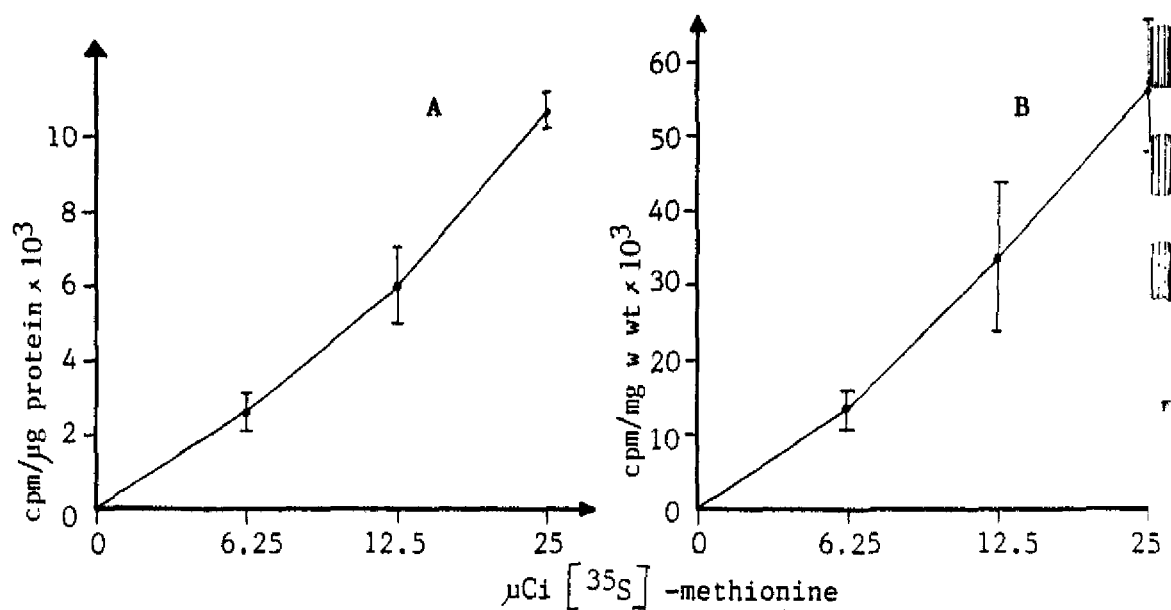 A
cpm/µg protein × 10³
10
8
6
4
2
0
0 6.25 12.5 25
B
cpm/mg w wt × 10³
60
50
40
30
20
10
0
0 6.25 12.5 25
µCi [³⁵S] -methionine